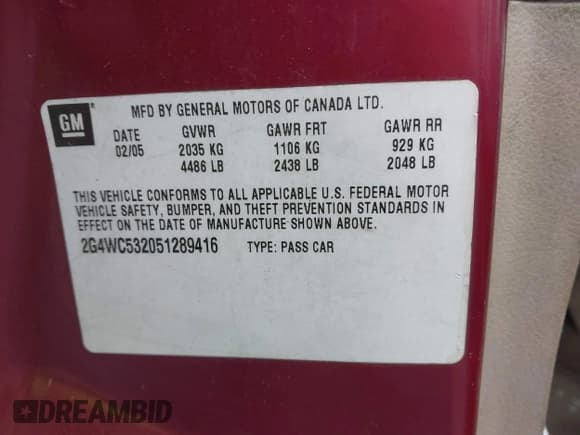 GM
MFD BY GENERAL MOTORS OF CANADA LTD.
DATE GVWR GAWR FRT GAWR RR
02/05 2035 KG 1106 KG 929 KG
4486 LB 2438 LB 2048 LB
THIS VEHICLE CONFORMS TO ALL APPLICABLE U.S. FEDERAL MOTOR
VEHICLE SAFETY, BUMPER, AND THEFT PREVENTION STANDARDS IN
EFFECT ON THE DATE OF MANUFACTURE SHOWN ABOVE.
2G4WC532051289416 TYPE: PASS CAR
DREAMBID